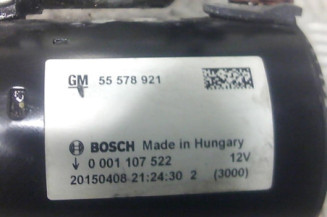 GM 55 578 921
BOSCH Made in Hungary
0 001 107 522 12V
20150408 21:24:30 2 (3000)